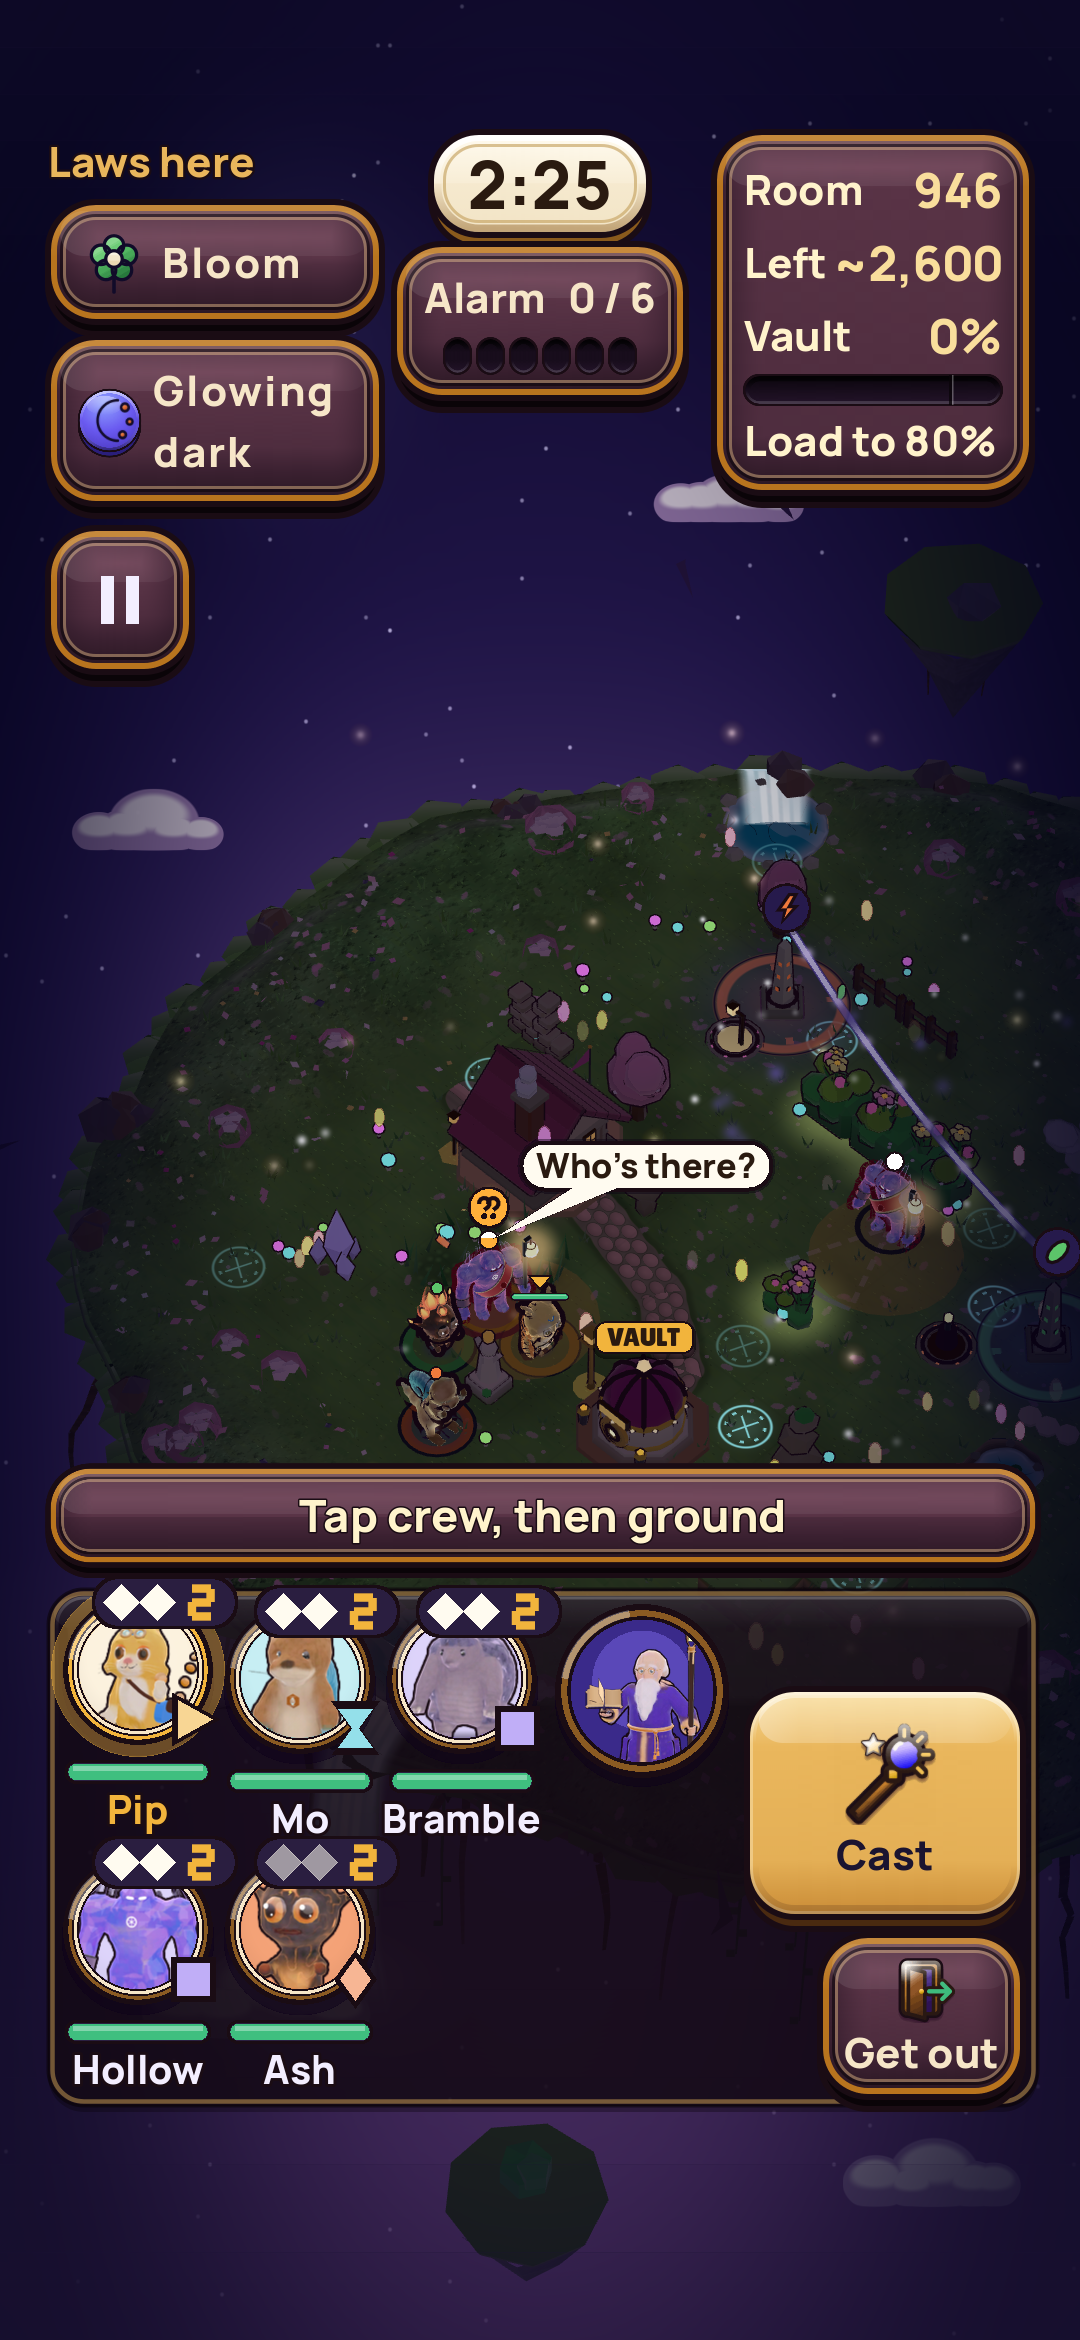 Laws here
Bloom
Glowing
dark
2:25
Alarm 0 / 6
Room 946
Left ~2,600
Vault 0%
Load to 80%
Who's there?
??
VAULT
Tap crew, then ground
2
2
2
Pip
Mo
Bramble
Cast
2
2
Hollow
Ash
Get out